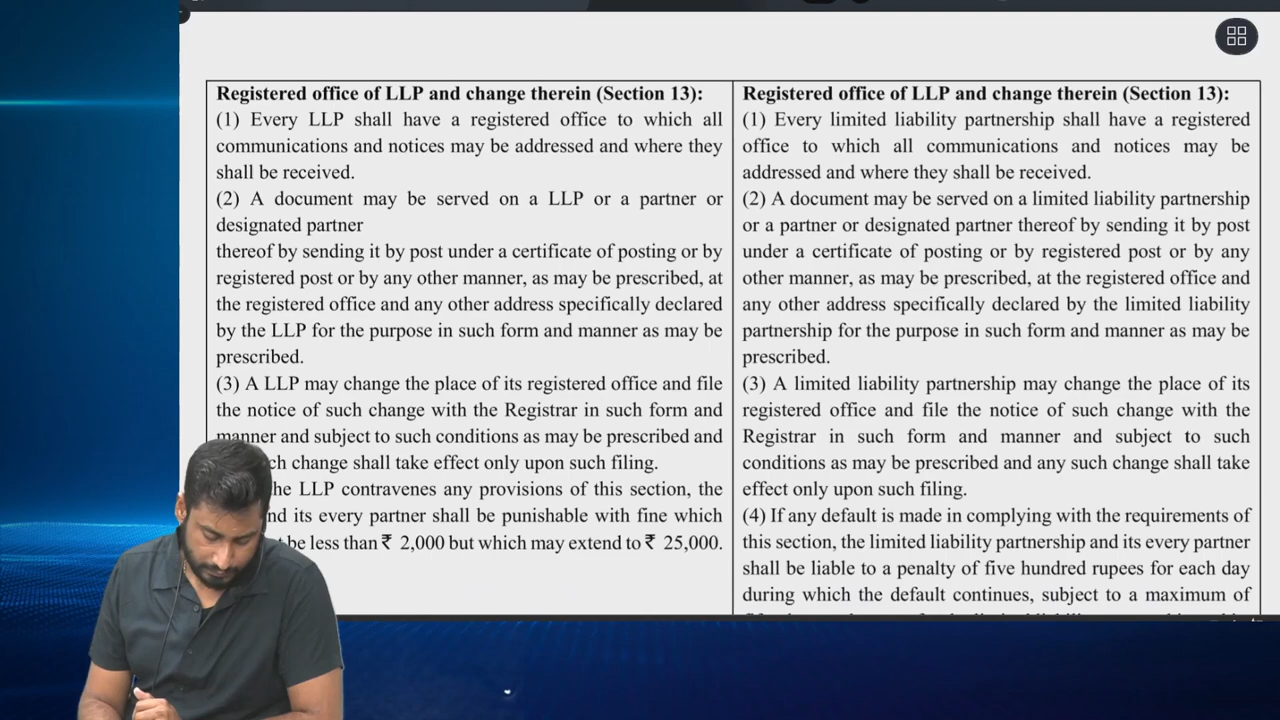 Registered office of LLP and change therein (Section 13):
(1) Every LLP shall have a registered office to which all
communications and notices may be addressed and where they
shall be received.
(2) A document may be served on a LLP or a partner or
designated partner
thereof by sending it by post under a certificate of posting or by
registered post or by any other manner, as may be prescribed, at
the registered office and any other address specifically declared
by the LLP for the purpose in such form and manner as may be
prescribed.
(3) A LLP may change the place of its registered office and file
the notice of such change with the Registrar in such form and
manner and subject to such conditions as may be prescribed and
change shall take effect only upon such filing.
LLP contravenes any provisions of this section, the
its every partner shall be punishable with fine which
be less than ₹ 2,000 but which may extend to ₹ 25,000.
Registered office of LLP and change therein (Section 13):
(1) Every limited liability partnership shall have a registered
office to which all communications and notices may be
addressed and where they shall be received.
(2) A document may be served on a limited liability partnership
or a partner or designated partner thereof by sending it by post
under a certificate of posting or by registered post or by any
other manner, as may be prescribed, at the registered office and
any other address specifically declared by the limited liability
partnership for the purpose in such form and manner as may be
prescribed.
(3) A limited liability partnership may change the place of its
registered office and file the notice of such change with the
Registrar in such form and manner and subject to such
conditions as may be prescribed and any such change shall take
effect only upon such filing.
(4) If any default is made in complying with the requirements of
this section, the limited liability partnership and its every partner
shall be liable to a penalty of five hundred rupees for each day
during which the default continues, subject to a maximum of